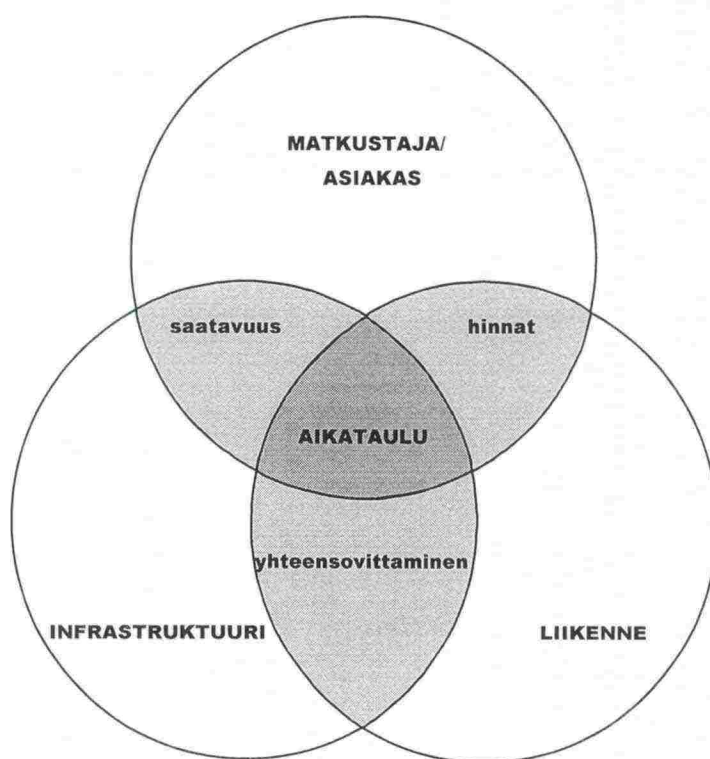 MATKUSTAJA/
ASIAKAS
saatavuus
hinnat
AIKATAULU
yhteensovittaminen
INFRASTRUKTUURI
LIIKENNE